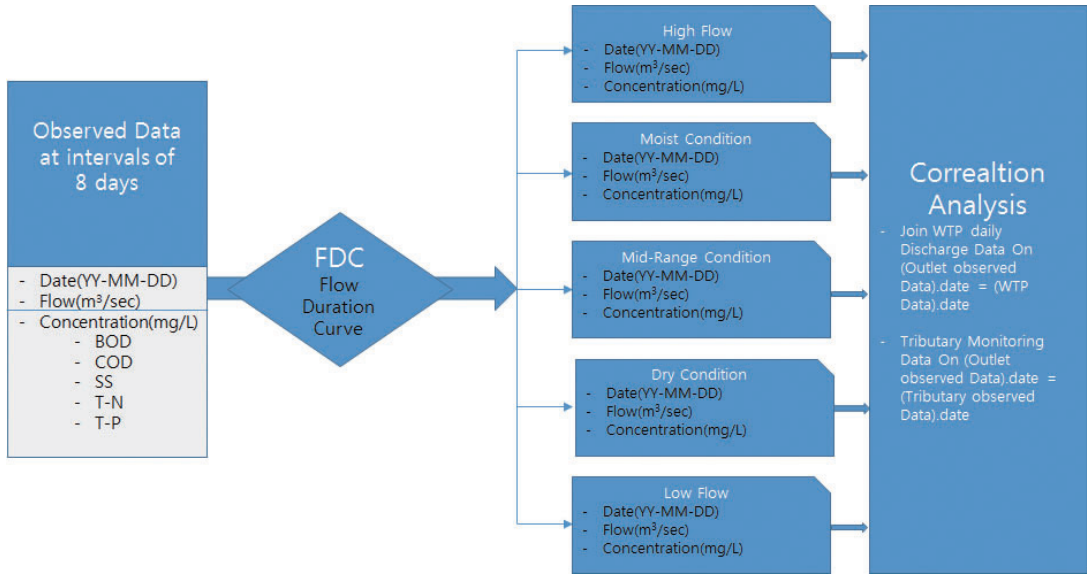 Observed Data
at intervals of
8 days
- Date(YY-MM-DD)
- Flow(m³/sec)
- Concentration(mg/L)
- BOD
- COD
- SS
- T-N
- T-P
FDC
Flow
Duration
Curve
High Flow
- Date(YY-MM-DD)
- Flow(m³/sec)
- Concentration(mg/L)
Moist Condition
- Date(YY-MM-DD)
- Flow(m³/sec)
- Concentration(mg/L)
Mid-Range Condition
- Date(YY-MM-DD)
- Flow(m³/sec)
- Concentration(mg/L)
Dry Condition
- Date(YY-MM-DD)
- Flow(m³/sec)
- Concentration(mg/L)
Low Flow
- Date(YY-MM-DD)
- Flow(m³/sec)
- Concentration(mg/L)
Correaltion
Analysis
- Join WTP daily
Discharge Data On
(Outlet observed
Data).date = (WTP
Data).date
- Tributary Monitoring
Data On (Outlet
observed Data).date =
(Tributary observed
Data).date